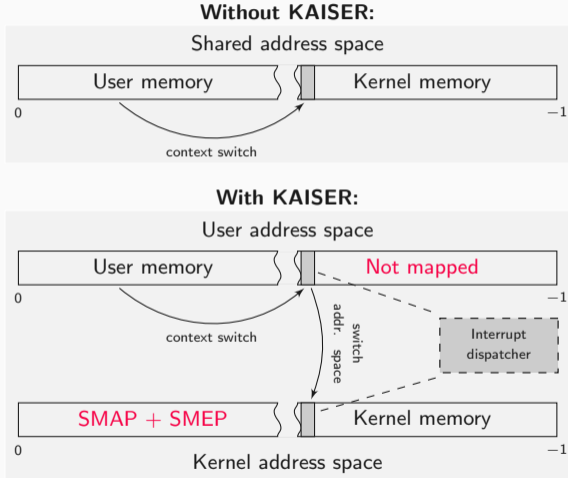 Without KAISER:
Shared address space
User memory
Kernel memory
0
−1
context switch
With KAISER:
User address space
User memory
Not mapped
0
−1
context switch
switch
addr. space
Interrupt
dispatcher
SMAP + SMEP
Kernel memory
0
−1
Kernel address space